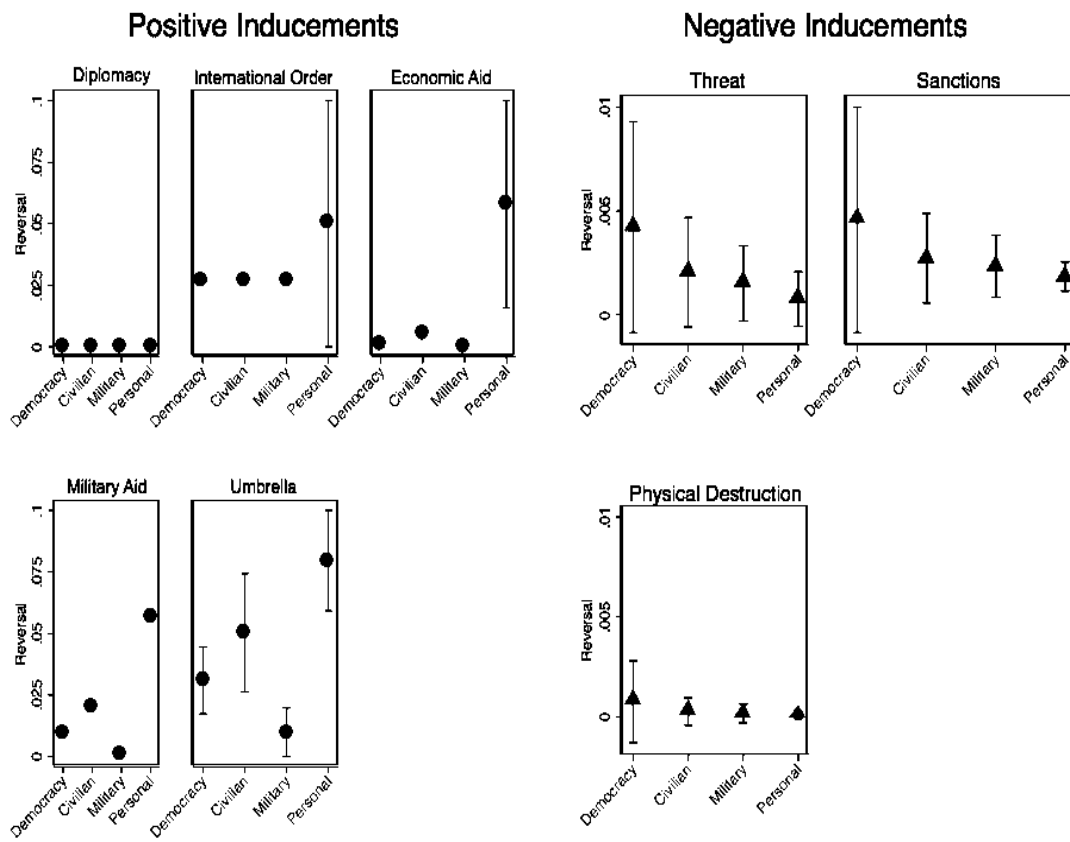 Positive Inducements
Negative Inducements
Diplomacy
International Order
Economic Aid
Reversal
.1
.075
.05
.025
0
Democracy
Civilian
Military
Personal
Democracy
Civilian
Military
Personal
Democracy
Civilian
Military
Personal
Threat
Sanctions
Reversal
.01
.005
0
Democracy
Civilian
Military
Personal
Democracy
Civilian
Military
Personal
Military Aid
Umbrella
Reversal
.1
.075
.05
.025
0
Democracy
Civilian
Military
Personal
Democracy
Civilian
Military
Personal
Physical Destruction
Reversal
.01
.005
0
Democracy
Civilian
Military
Personal